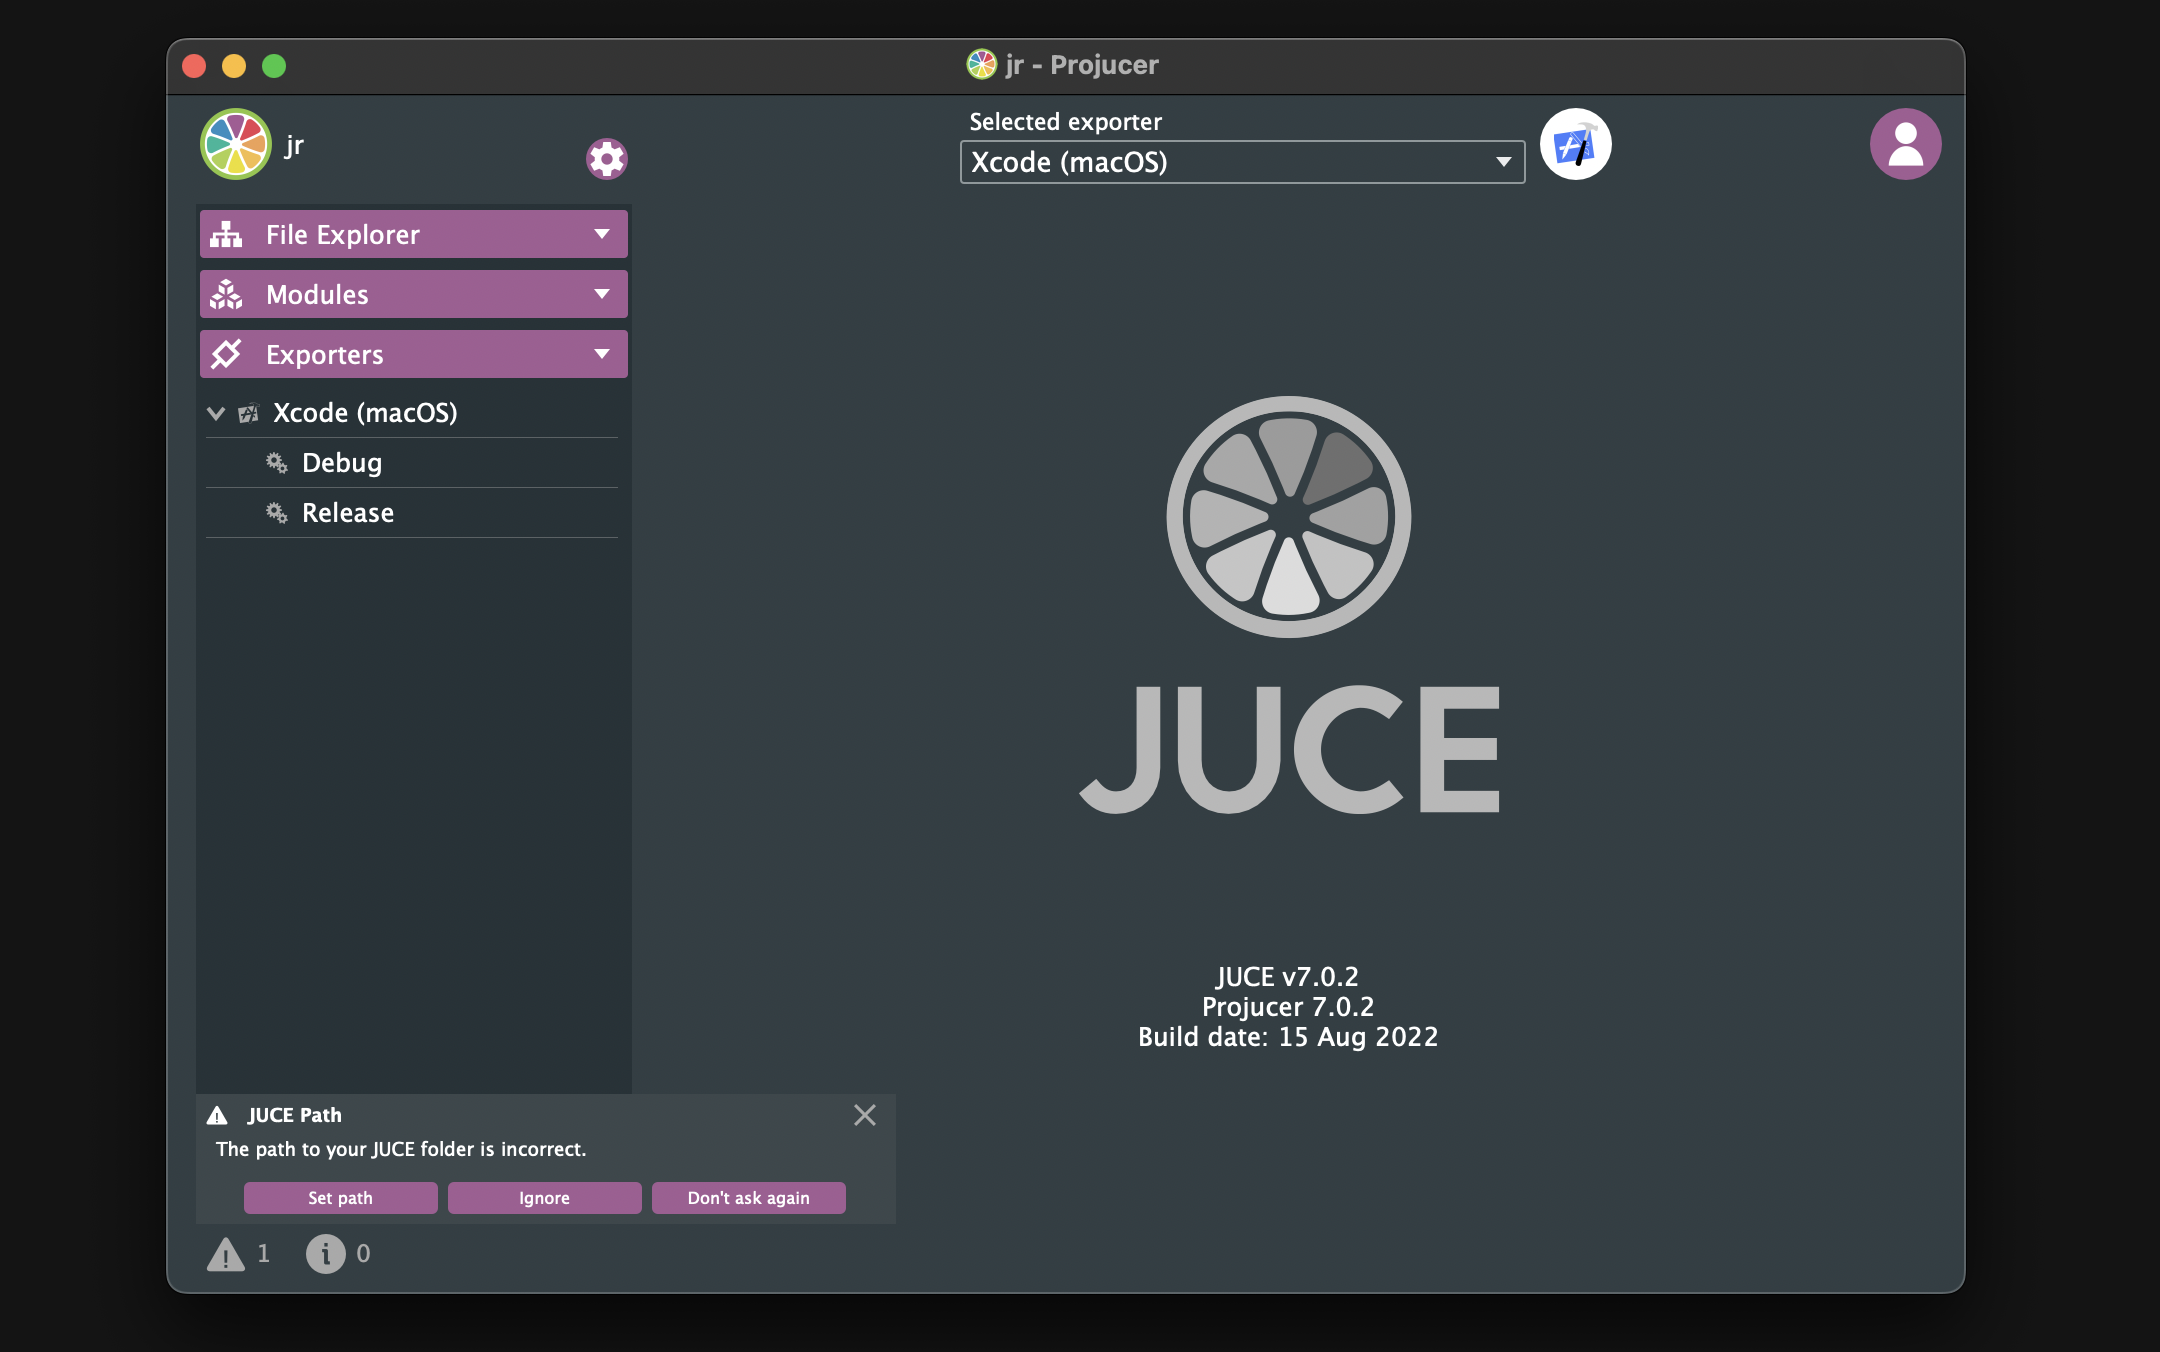 jr - Projucer
jr
Selected exporter
Xcode (macOS)
File Explorer
Modules
Exporters
Xcode (macOS)
Debug
Release
JUCE
JUCE v7.0.2
Projucer 7.0.2
Build date: 15 Aug 2022
JUCE Path
The path to your JUCE folder is incorrect.
Set path
Ignore
Don't ask again
1
0